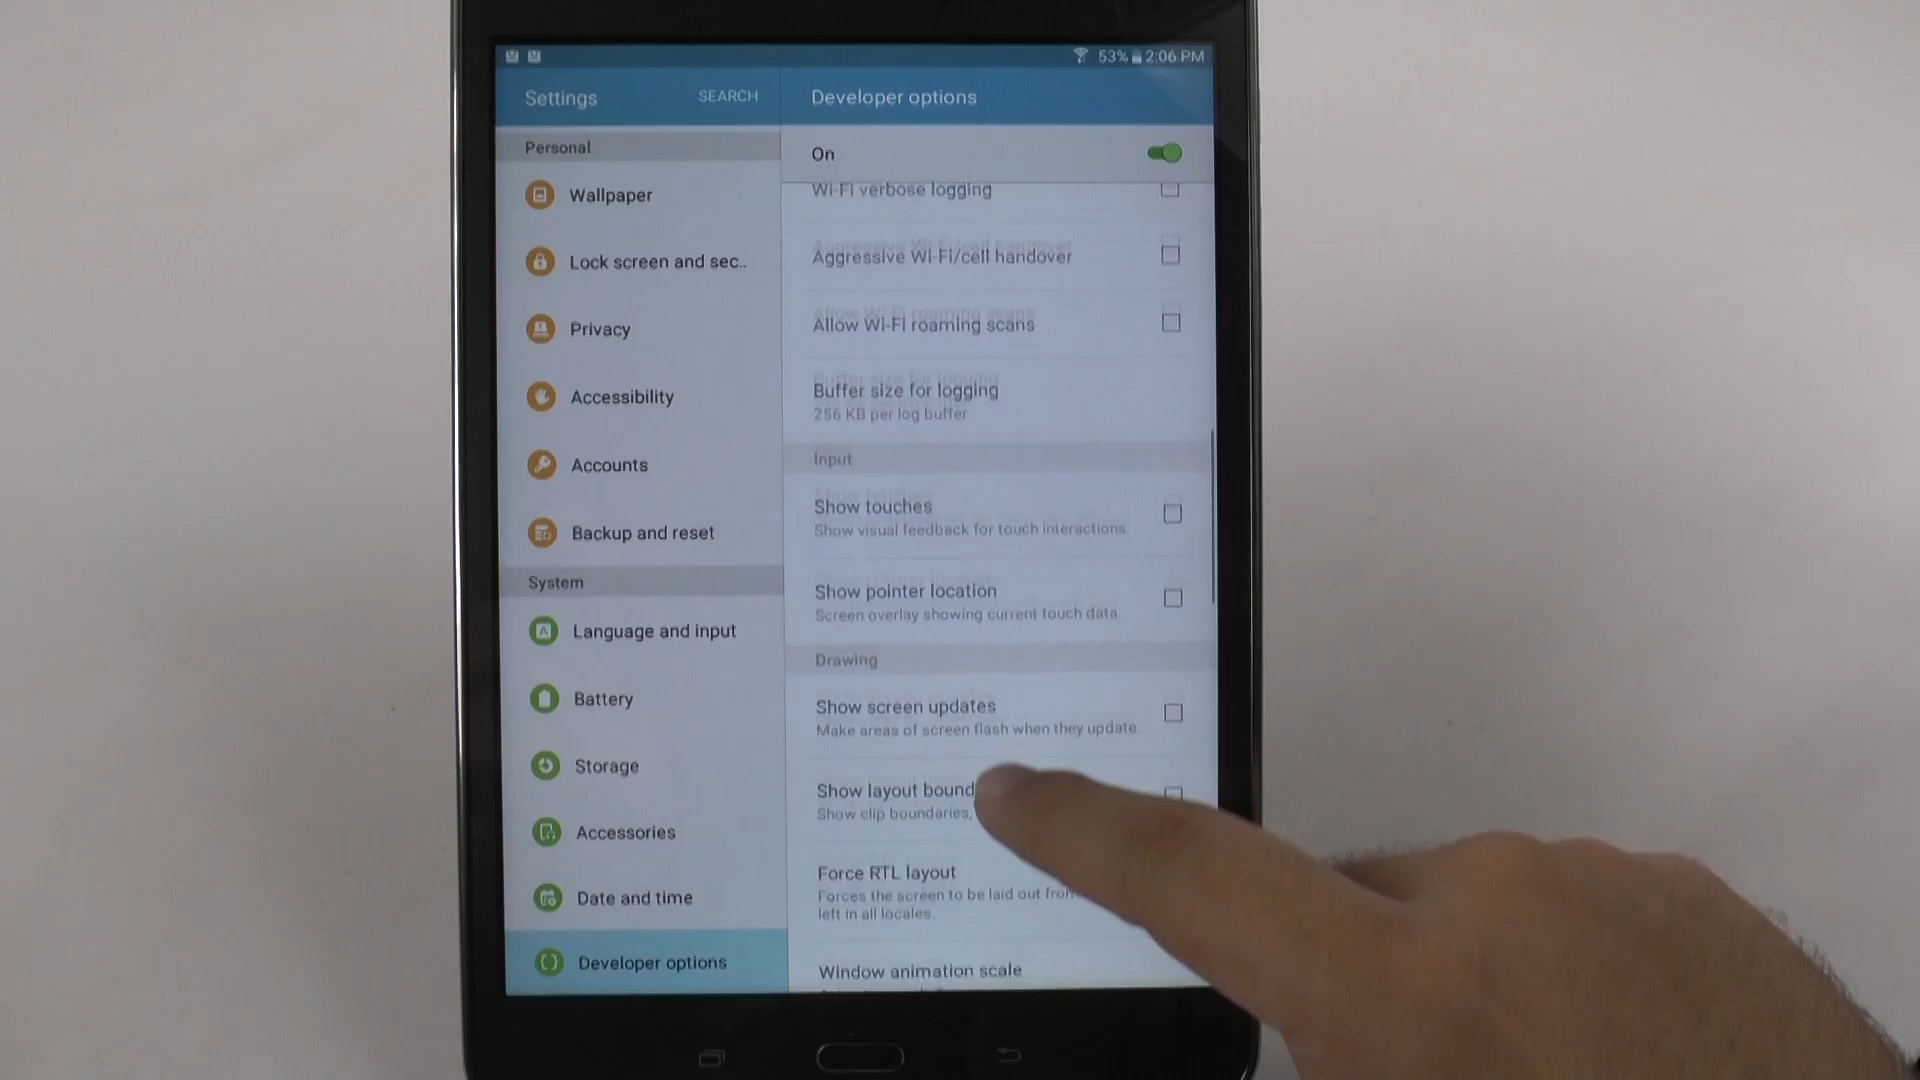 53% 2:06 PM
Settings
SEARCH
Personal
Wallpaper
Lock screen and sec..
Privacy
Accessibility
Accounts
Backup and reset
System
Language and input
Battery
Storage
Accessories
Date and time
Developer options
Developer options
On
Wi-Fi verbose logging
Aggressive Wi-Fi/cell handover
Allow Wi-Fi roaming scans
Buffer size for logging
256 KB per log buffer
Input
Show touches
Show visual feedback for touch interactions.
Show pointer location
Screen overlay showing current touch data.
Drawing
Show screen updates
Make areas of screen flash when they update.
Show layout bound
Show clip boundaries,
Force RTL layout
Forces the screen to be laid out from
left in all locales.
Window animation scale